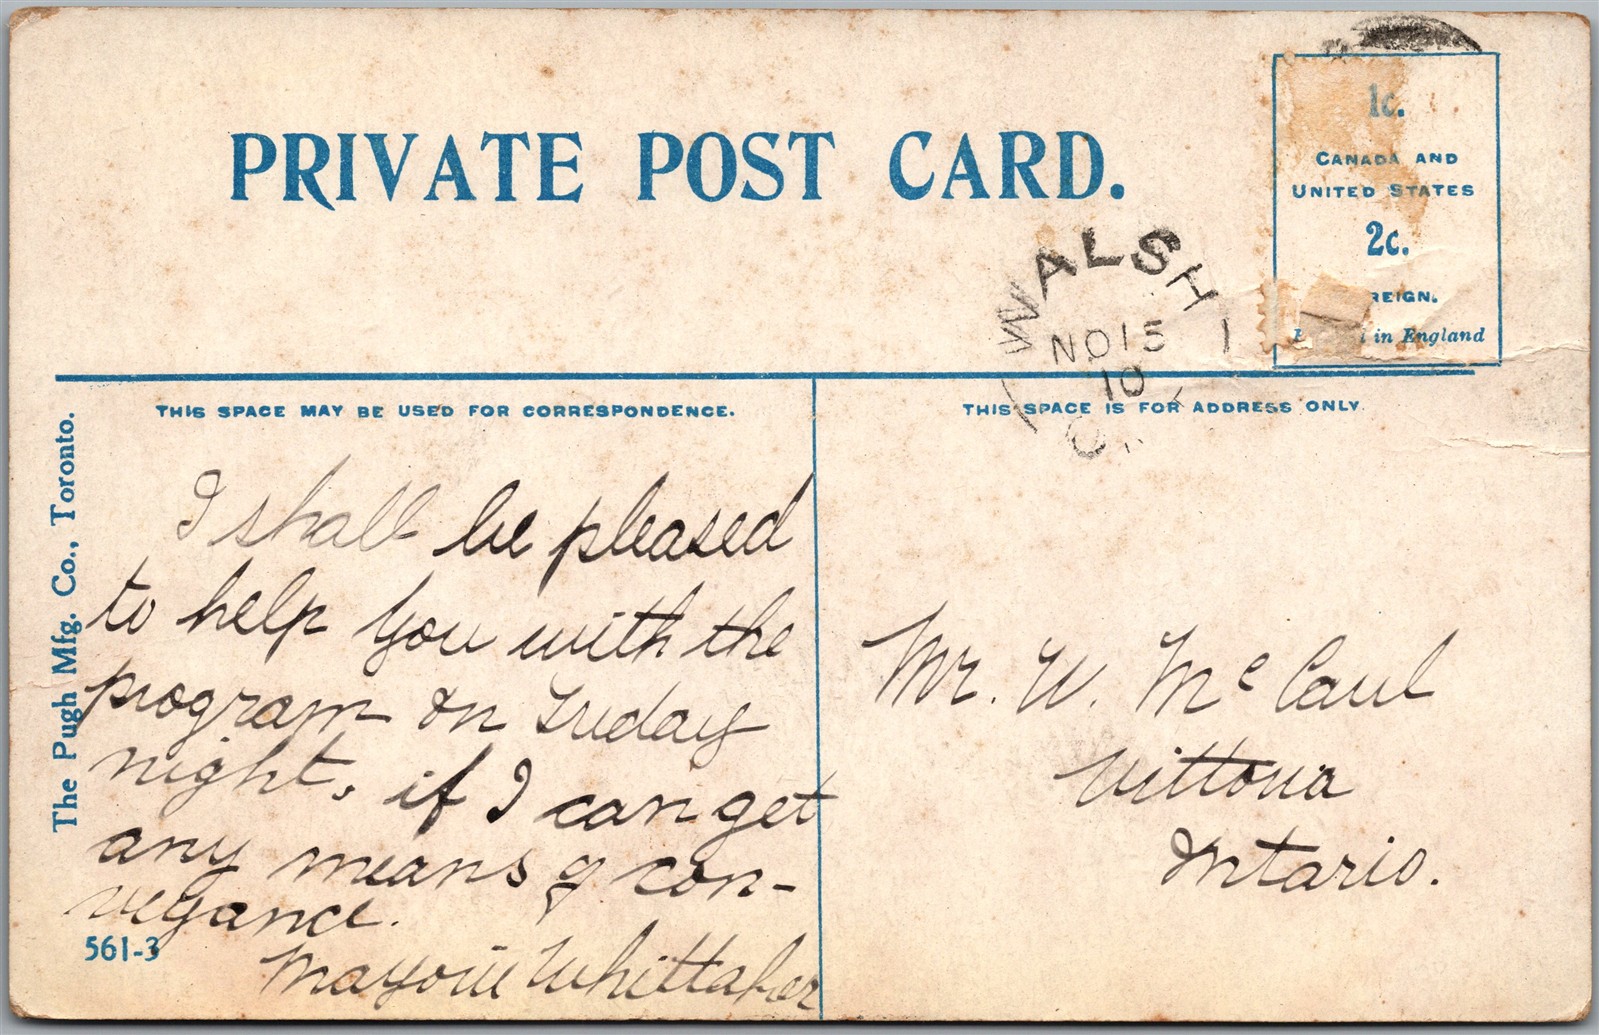 PRIVATE POST CARD.
1c.
CANADA AND
UNITED STATES
2c.
REIGN.
in England
WALSH
NO 15
10
THIS SPACE MAY BE USED FOR CORRESPONDENCE.
THIS SPACE IS FOR ADDRESS ONLY.
The Pugh Mfg. Co., Toronto.
I shall be pleased
to help you with the
program on Friday
night, if I can get
any means of con-
veyance.
Marjorie Whittaker
561-3
Mr. W. McCaul
Vittoria
Ontario.